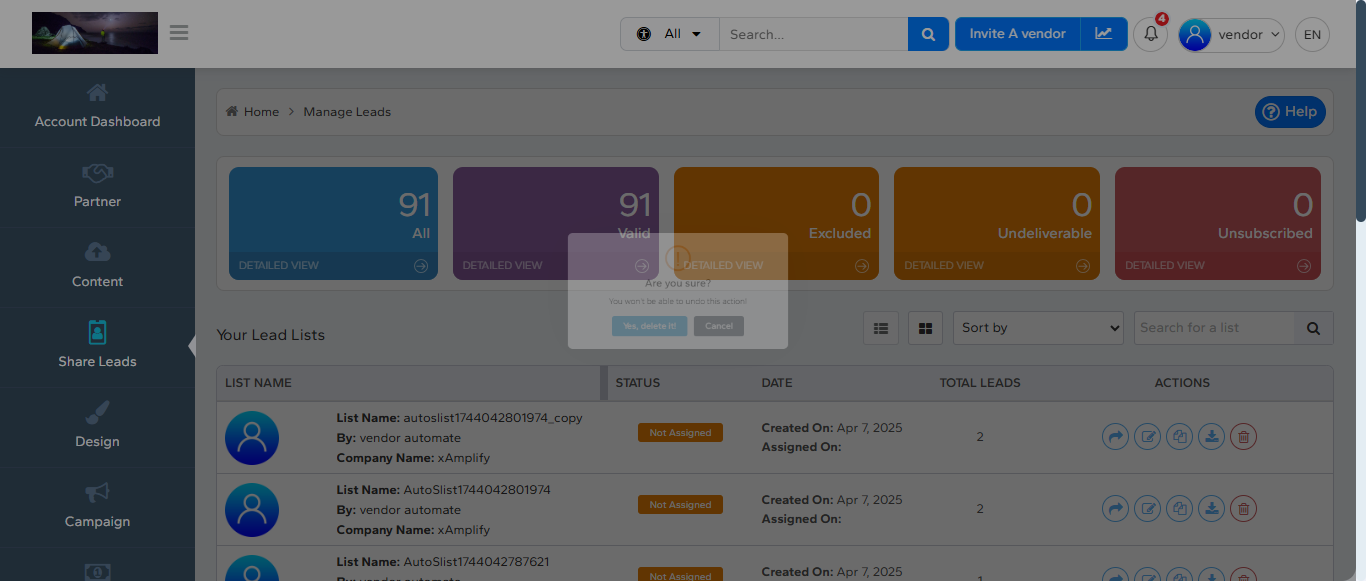 All
Search...
Invite A vendor
4
vendor
EN
Account Dashboard
Partner
Content
Share Leads
Design
Campaign
Home > Manage Leads
Help
91
All
DETAILED VIEW
91
Valid
DETAILED VIEW
0
Excluded
DETAILED VIEW
0
Undeliverable
DETAILED VIEW
0
Unsubscribed
DETAILED VIEW
Are you sure?
You won't be able to undo this action!
Yes, delete it!
Cancel
Your Lead Lists
Sort by
Search for a list
LIST NAME STATUS DATE TOTAL LEADS ACTIONS
List Name: autoslist1744042801974_copy
By: vendor automate
Company Name: xAmplify
Not Assigned
Created On: Apr 7, 2025
Assigned On:
2
List Name: AutoSlist1744042801974
By: vendor automate
Company Name: xAmplify
Not Assigned
Created On: Apr 7, 2025
Assigned On:
2
List Name: AutoSlist1744042787621
By: vendor automate
Not Assigned
Created On: Apr 7, 2025
1